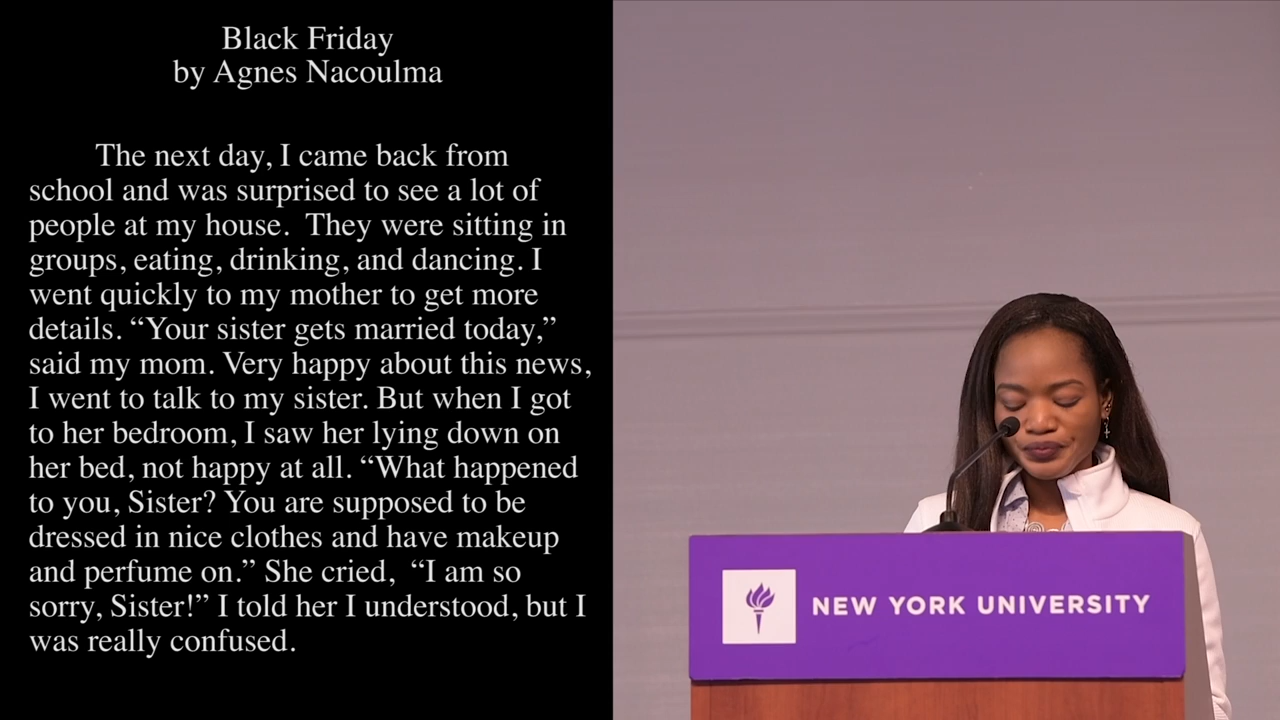 Black Friday
by Agnes Nacoulma
The next day, I came back from
school and was surprised to see a lot of
people at my house.  They were sitting in
groups, eating, drinking, and dancing. I
went quickly to my mother to get more
details. “Your sister gets married today,”
said my mom. Very happy about this news,
I went to talk to my sister. But when I got
to her bedroom, I saw her lying down on
her bed, not happy at all. “What happened
to you, Sister? You are supposed to be
dressed in nice clothes and have makeup
and perfume on.” She cried,  “I am so
sorry, Sister!” I told her I understood, but I
was really confused.
NEW YORK UNIVERSITY